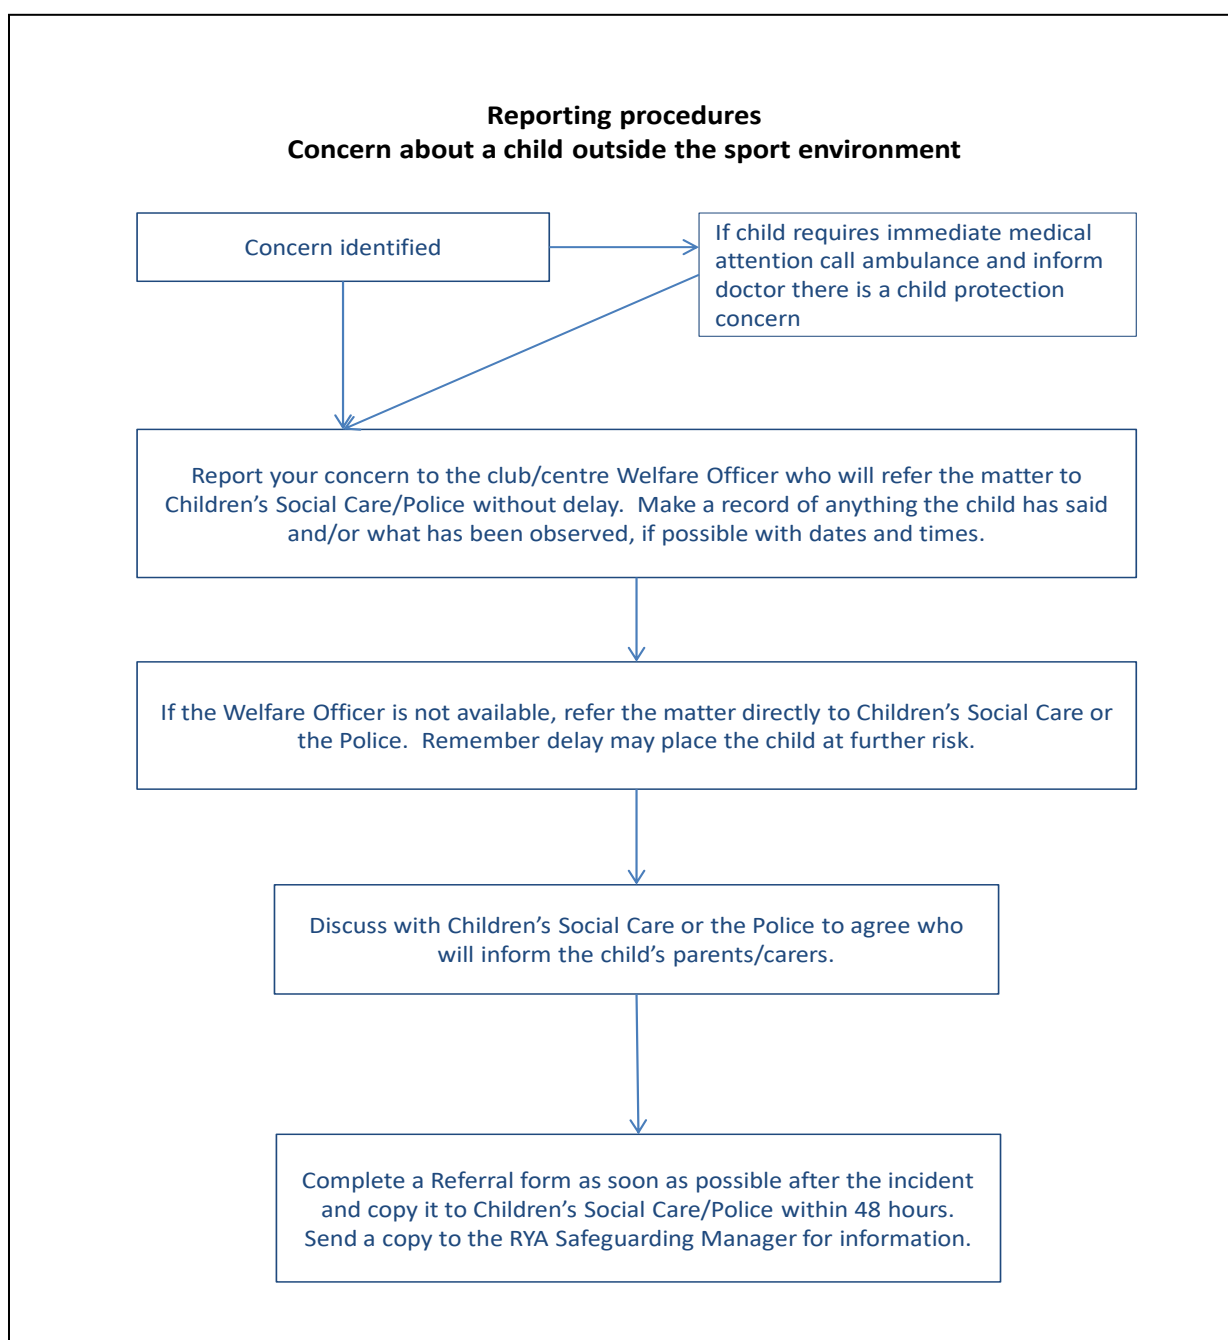 Reporting procedures
Concern about a child outside the sport environment
Concern identified
If child requires immediate medical
attention call ambulance and inform
doctor there is a child protection
concern
Report your concern to the club/centre Welfare Officer who will refer the matter to
Children’s Social Care/Police without delay.  Make a record of anything the child has said
and/or what has been observed, if possible with dates and times.
If the Welfare Officer is not available, refer the matter directly to Children’s Social Care or
the Police.  Remember delay may place the child at further risk.
Discuss with Children’s Social Care or the Police to agree who
will inform the child’s parents/carers.
Complete a Referral form as soon as possible after the incident
and copy it to Children’s Social Care/Police within 48 hours.
Send a copy to the RYA Safeguarding Manager for information.